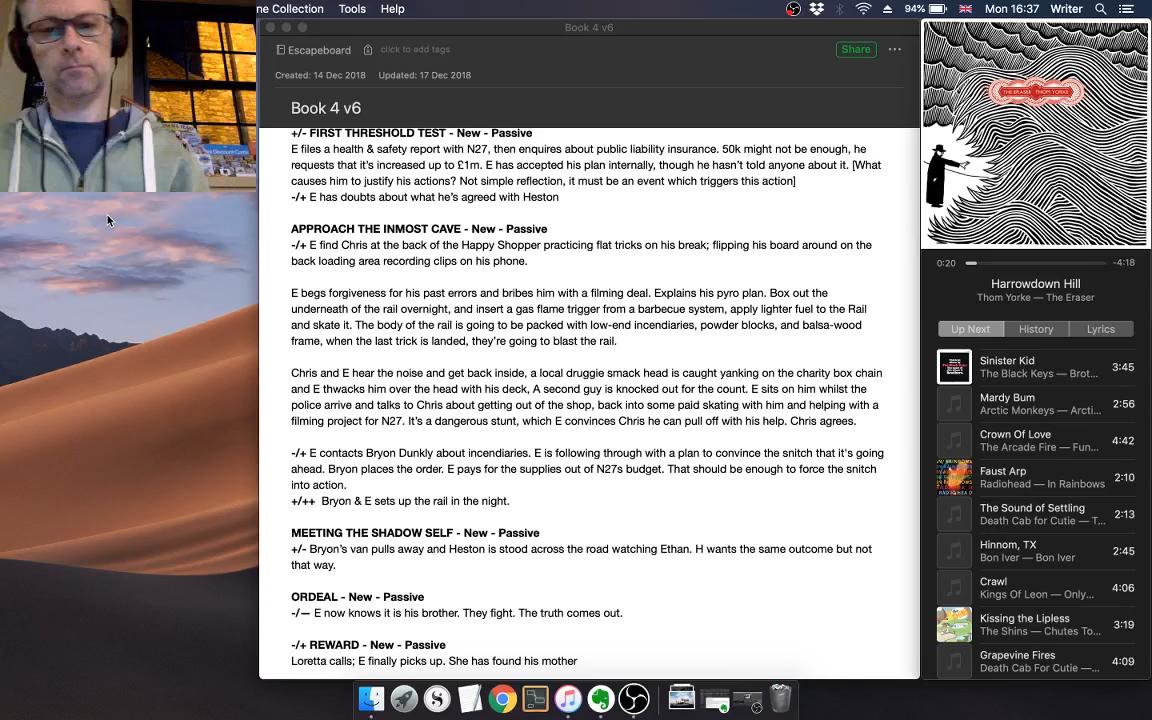 ne Collection Tools Help
94% Mon 16:37 Writer
Book 4 v6
Escapeboard click to add tags Share
Created: 14 Dec 2018 Updated: 17 Dec 2018
Book 4 v6
+/- FIRST THRESHOLD TEST - New - Passive
E files a health & safety report with N27, then enquires about public liability insurance. 50k might not be enough, he
requests that it's increased up to £1m. E has accepted his plan internally, though he hasn't told anyone about it. [What
causes him to justify his actions? Not simple reflection, it must be an event which triggers this action]
-/+ E has doubts about what he's agreed with Heston
APPROACH THE INMOST CAVE - New - Passive
-/+ E find Chris at the back of the Happy Shopper practicing flat tricks on his break; flipping his board around on the
back loading area recording clips on his phone.
E begs forgiveness for his past errors and bribes him with a filming deal. Explains his pyro plan. Box out the
underneath of the rail overnight, and insert a gas flame trigger from a barbecue system, apply lighter fuel to the Rail
and skate it. The body of the rail is going to be packed with low-end incendiaries, powder blocks, and balsa-wood
frame, when the last trick is landed, they're going to blast the rail.
Chris and E hear the noise and get back inside, a local druggie smack head is caught yanking on the charity box chain
and E thwacks him over the head with his deck, A second guy is knocked out for the count. E sits on him whilst the
police arrive and talks to Chris about getting out of the shop, back into some paid skating with him and helping with a
filming project for N27. It's a dangerous stunt, which E convinces Chris he can pull off with his help. Chris agrees.
-/+ E contacts Bryon Dunkly about incendiaries. E is following through with a plan to convince the snitch that it's going
ahead. Bryon places the order. E pays for the supplies out of N27s budget. That should be enough to force the snitch
into action.
+/++ Bryon & E sets up the rail in the night.
MEETING THE SHADOW SELF - New - Passive
+/- Bryon's van pulls away and Heston is stood across the road watching Ethan. H wants the same outcome but not
that way.
ORDEAL - New - Passive
-/— E now knows it is his brother. They fight. The truth comes out.
-/+ REWARD - New - Passive
Loretta calls; E finally picks up. She has found his mother
THE ERASER THOM YORKE
0:20 -4:18
Harrowdown Hill
Thom Yorke — The Eraser
Up Next History Lyrics
Sinister Kid
The Black Keys — Brot... 3:45
Mardy Bum
Arctic Monkeys — Arcti... 2:56
Crown Of Love
The Arcade Fire — Fun... 4:42
Faust Arp
Radiohead — In Rainbows 2:10
The Sound of Settling
Death Cab for Cutie — T... 2:13
Hinnom, TX
Bon Iver — Bon Iver 2:45
Crawl
Kings Of Leon — Only... 4:06
Kissing the Lipless
The Shins — Chutes To... 3:19
Grapevine Fires
Death Cab for Cutie — 4:09